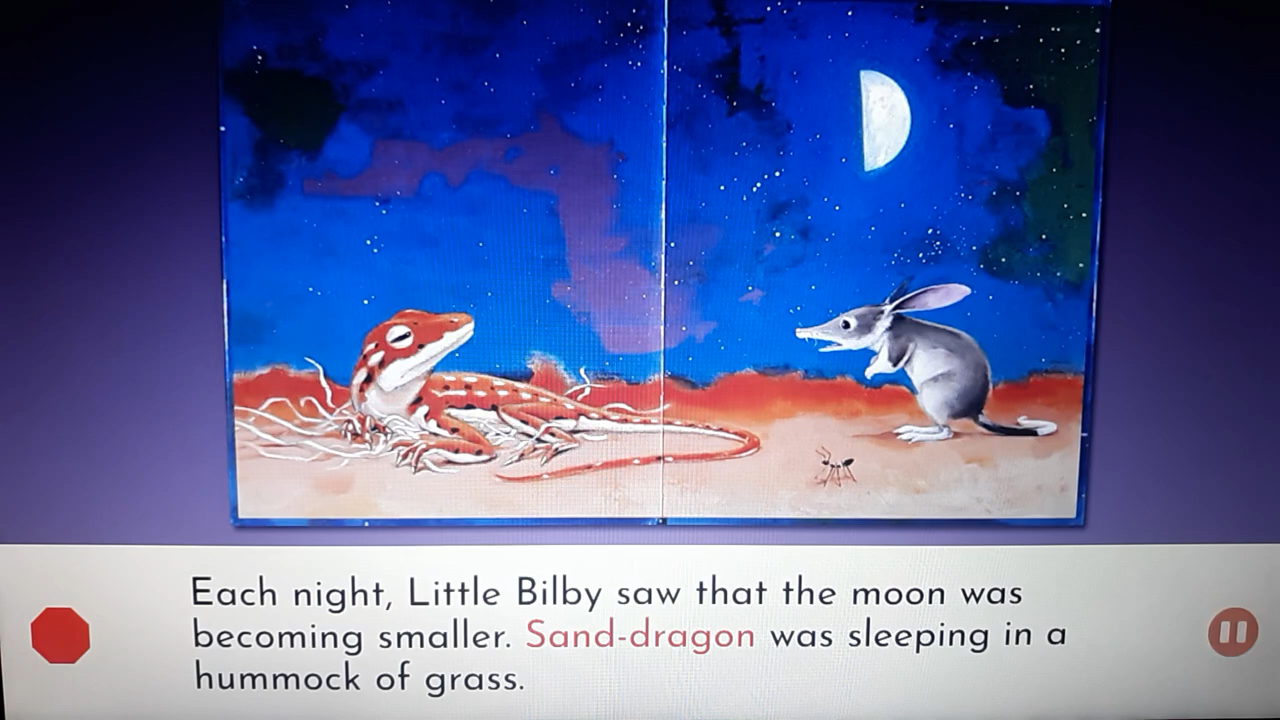 Each night, Little Bilby saw that the moon was
becoming smaller. Sand-dragon was sleeping in a
hummock of grass.